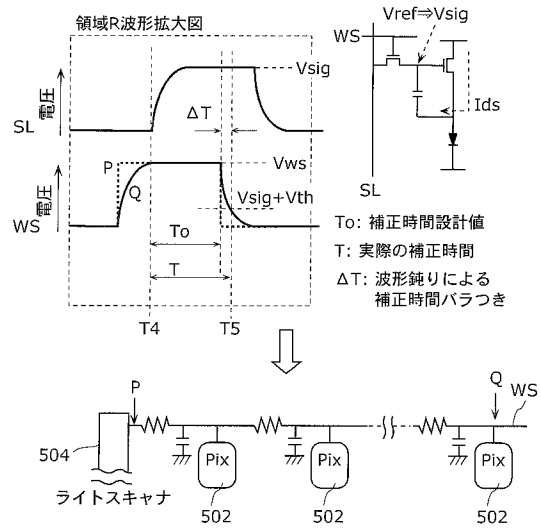 領域R波形拡大図
Vsig
電圧
SL
ΔT
P
Q
Vws
Vsig+Vth
電圧
WS
To
T
T4
T5
Vref⇒Vsig
WS
Ids
SL
To: 補正時間設計値
T: 実際の補正時間
ΔT: 波形鈍りによる
補正時間バラつき
P
Q
WS
504
Pix
Pix
Pix
ライトスキャナ
502
502
502